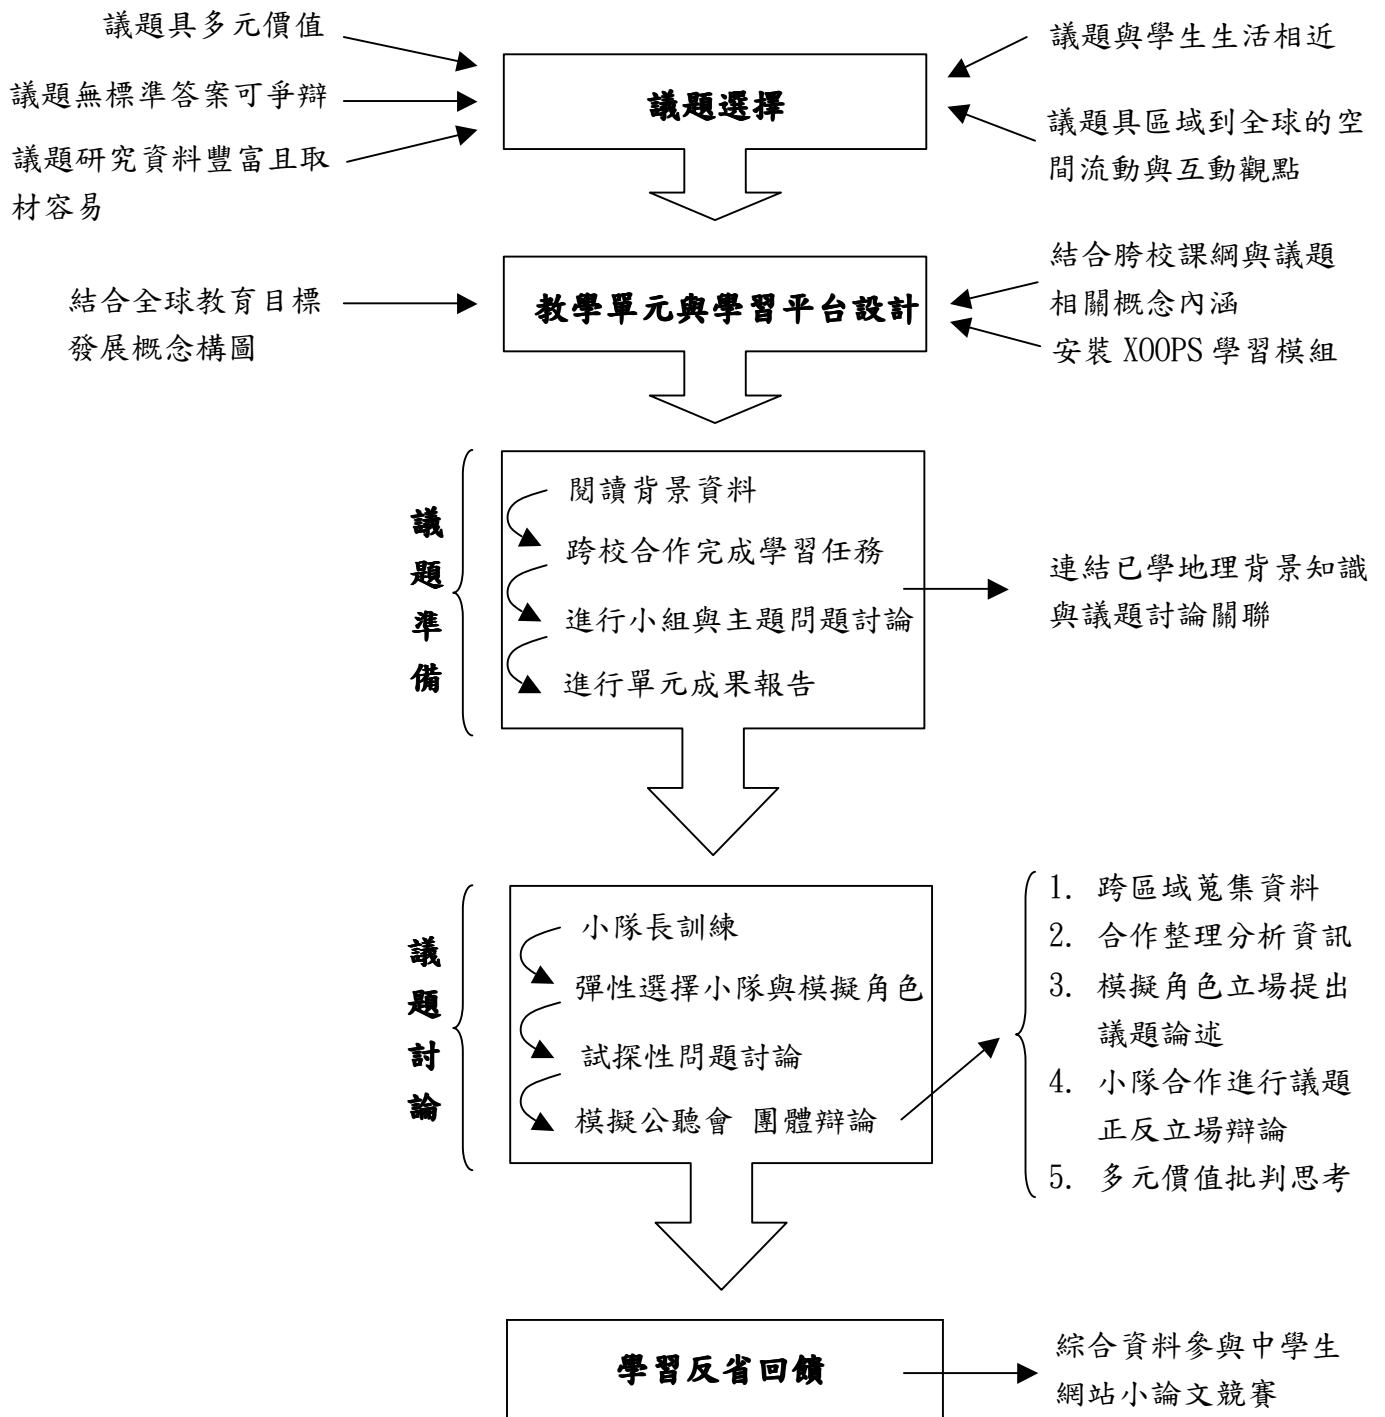 議題具多元價值
議題無標準答案可爭辯
議題研究資料豐富且取
材容易
議題選擇
議題與學生生活相近
議題具區域到全球的空
間流動與互動觀點
結合全球教育目標
發展概念構圖
教學單元與學習平台設計
結合胯校課綱與議題
相關概念內涵
安裝 XOOPS 學習模組
議題準備
閱讀背景資料
跨校合作完成學習任務
進行小組與主題問題討論
進行單元成果報告
連結已學地理背景知識
與議題討論關聯
議題討論
小隊長訓練
彈性選擇小隊與模擬角色
試探性問題討論
模擬公聽會 團體辯論
1. 跨區域蒐集資料
2. 合作整理分析資訊
3. 模擬角色立場提出
議題論述
4. 小隊合作進行議題
正反立場辯論
5. 多元價值批判思考
學習反省回饋
綜合資料參與中學生
網站小論文競賽